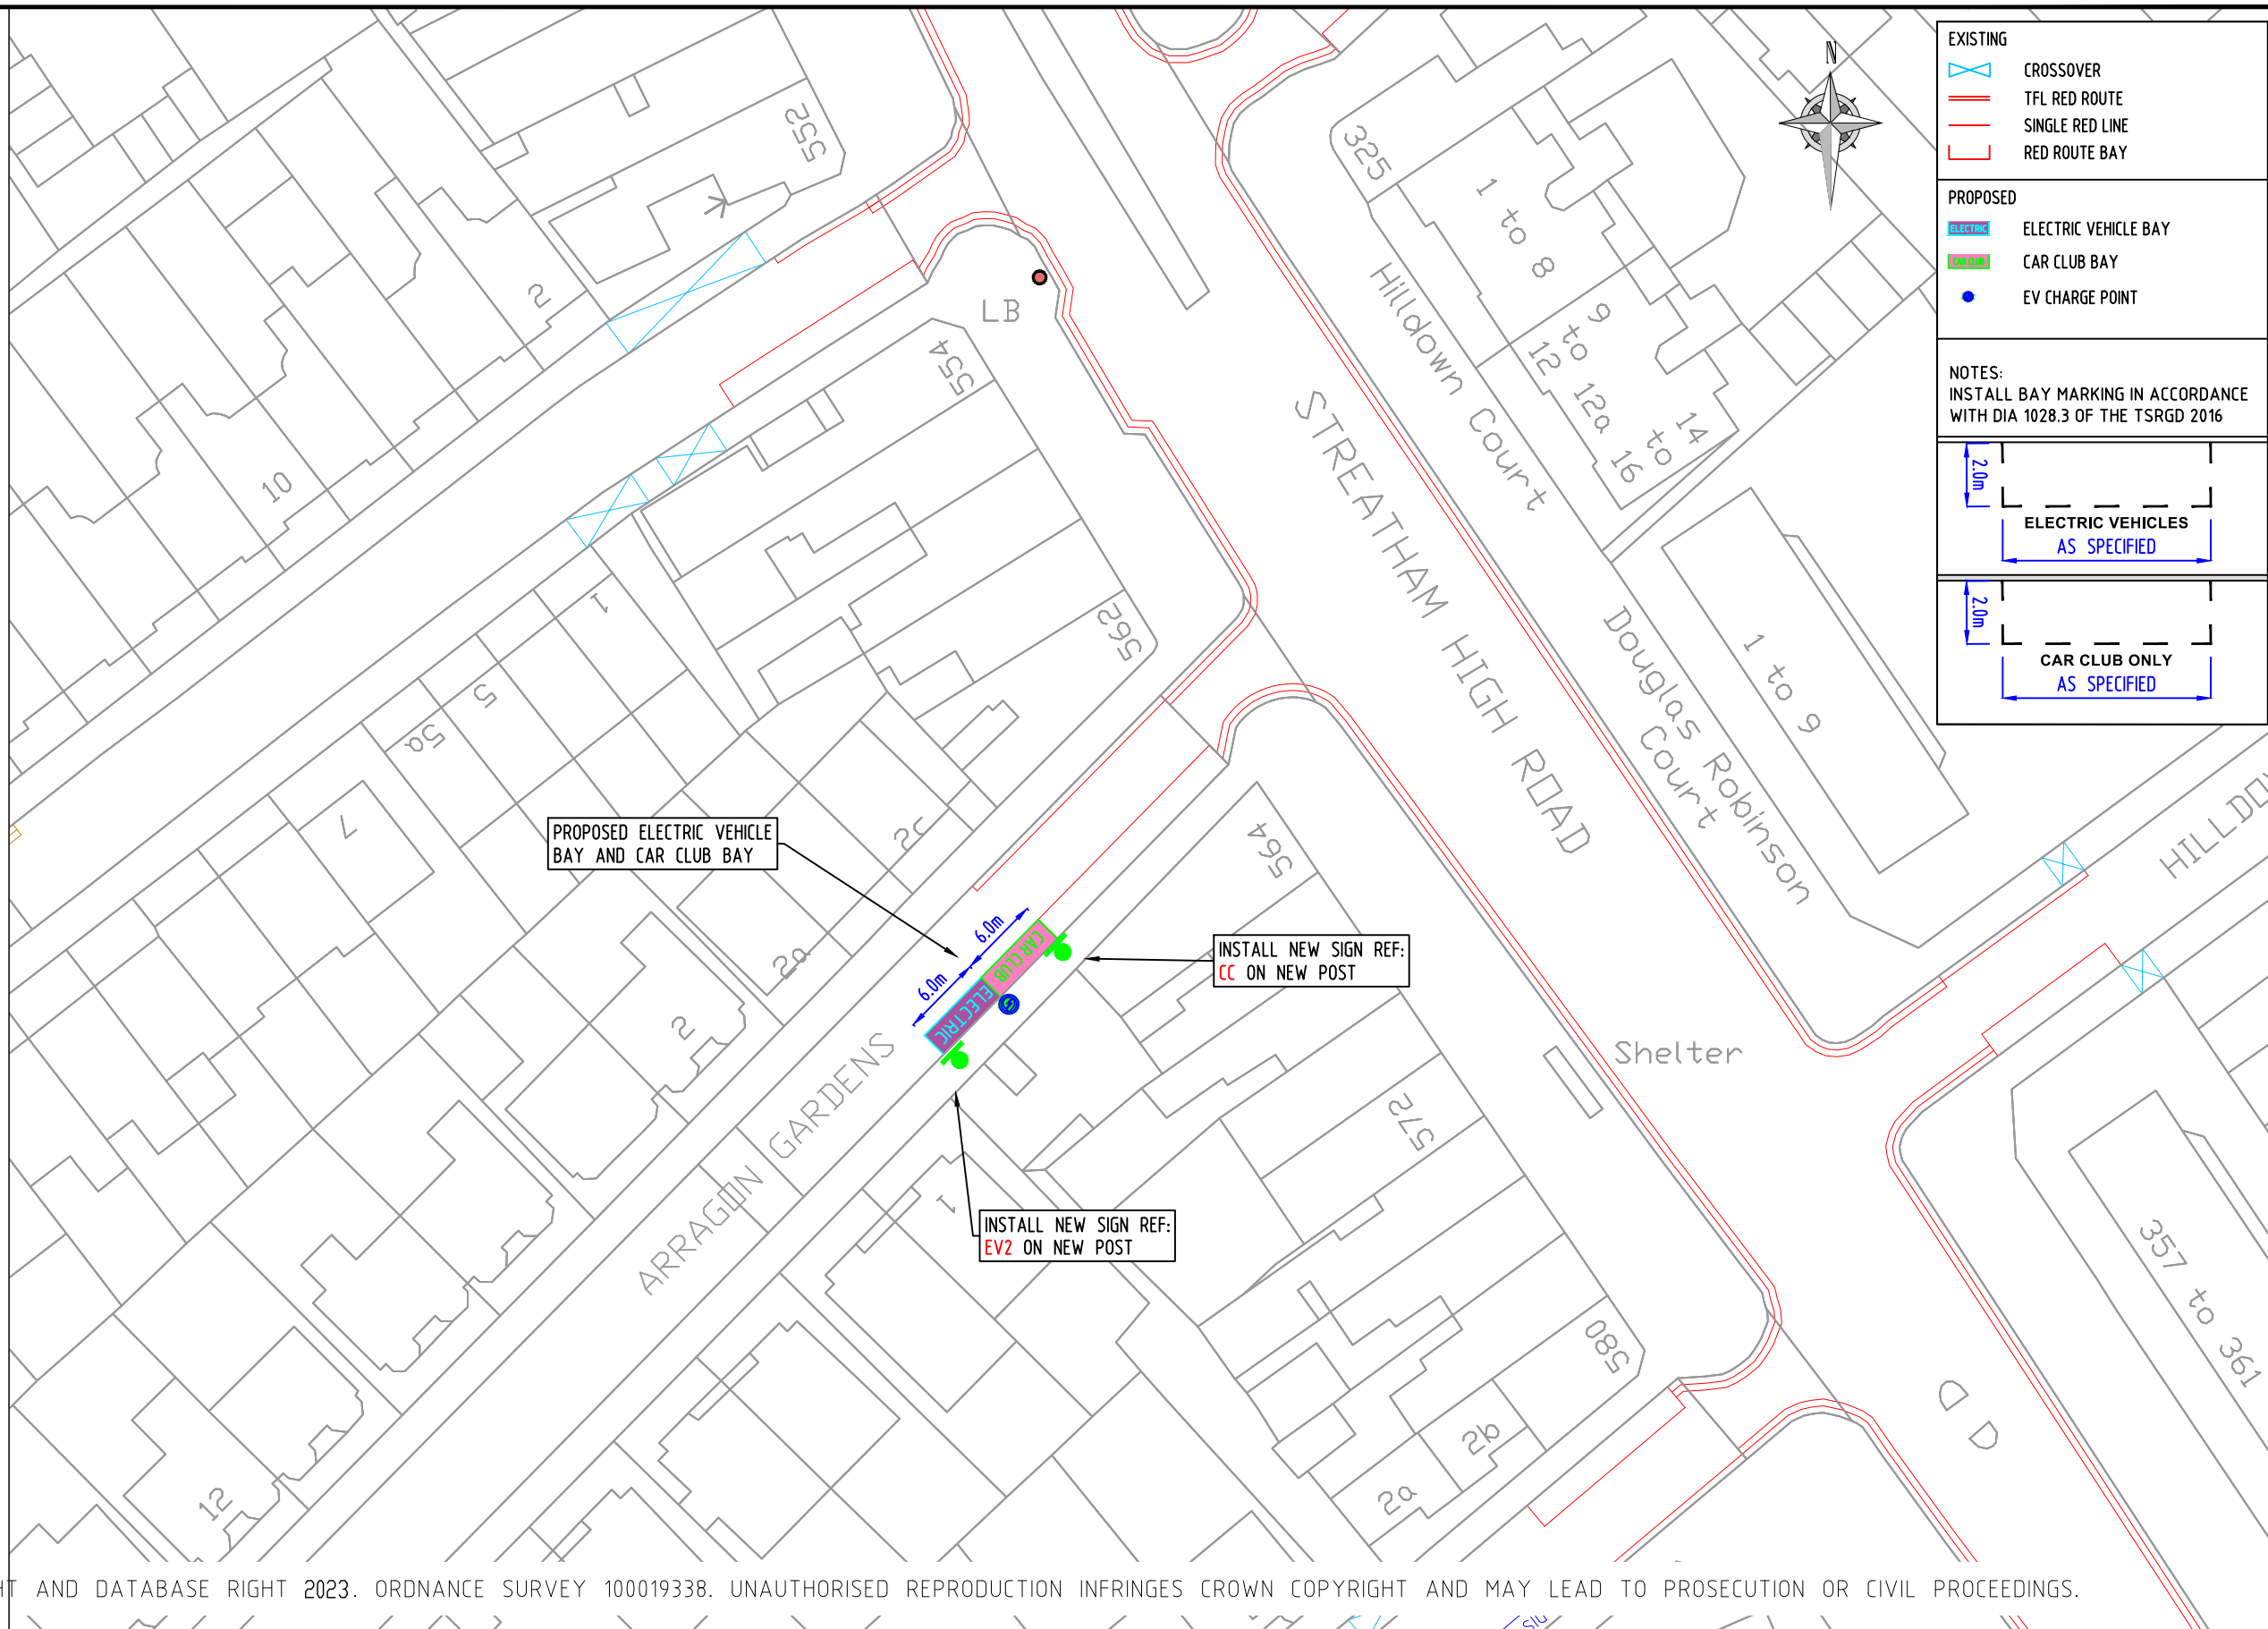 EXISTING
CROSSOVER
TFL RED ROUTE
SINGLE RED LINE
RED ROUTE BAY
PROPOSED
ELECTRIC
ELECTRIC VEHICLE BAY
CAR CLUB
CAR CLUB BAY
EV CHARGE POINT
NOTES:
INSTALL BAY MARKING IN ACCORDANCE
WITH DIA 1028.3 OF THE TSRGD 2016
2.0m
ELECTRIC VEHICLES
AS SPECIFIED
2.0m
CAR CLUB ONLY
AS SPECIFIED
N
552
325
1 to 8
Hilldown Court
9
to
12
12a
14
to
16
2
LB
554
10
STREATHAM HIGH ROAD
1
562
Douglas Robinson
Court
1 to 9
5
5a
7
2c
564
PROPOSED ELECTRIC VEHICLE
BAY AND CAR CLUB BAY
6.0m
6.0m
CAR CLUB
ELECTRIC
INSTALL NEW SIGN REF:
CC ON NEW POST
2a
2
ARRAGON GARDENS
Shelter
572
1
INSTALL NEW SIGN REF:
EV2 ON NEW POST
357 to 361
580
2b
2a
12
AND DATABASE RIGHT 2023. ORDNANCE SURVEY 100019338. UNAUTHORISED REPRODUCTION INFRINGES CROWN COPYRIGHT AND MAY LEAD TO PROSECUTION OR CIVIL PROCEEDINGS.